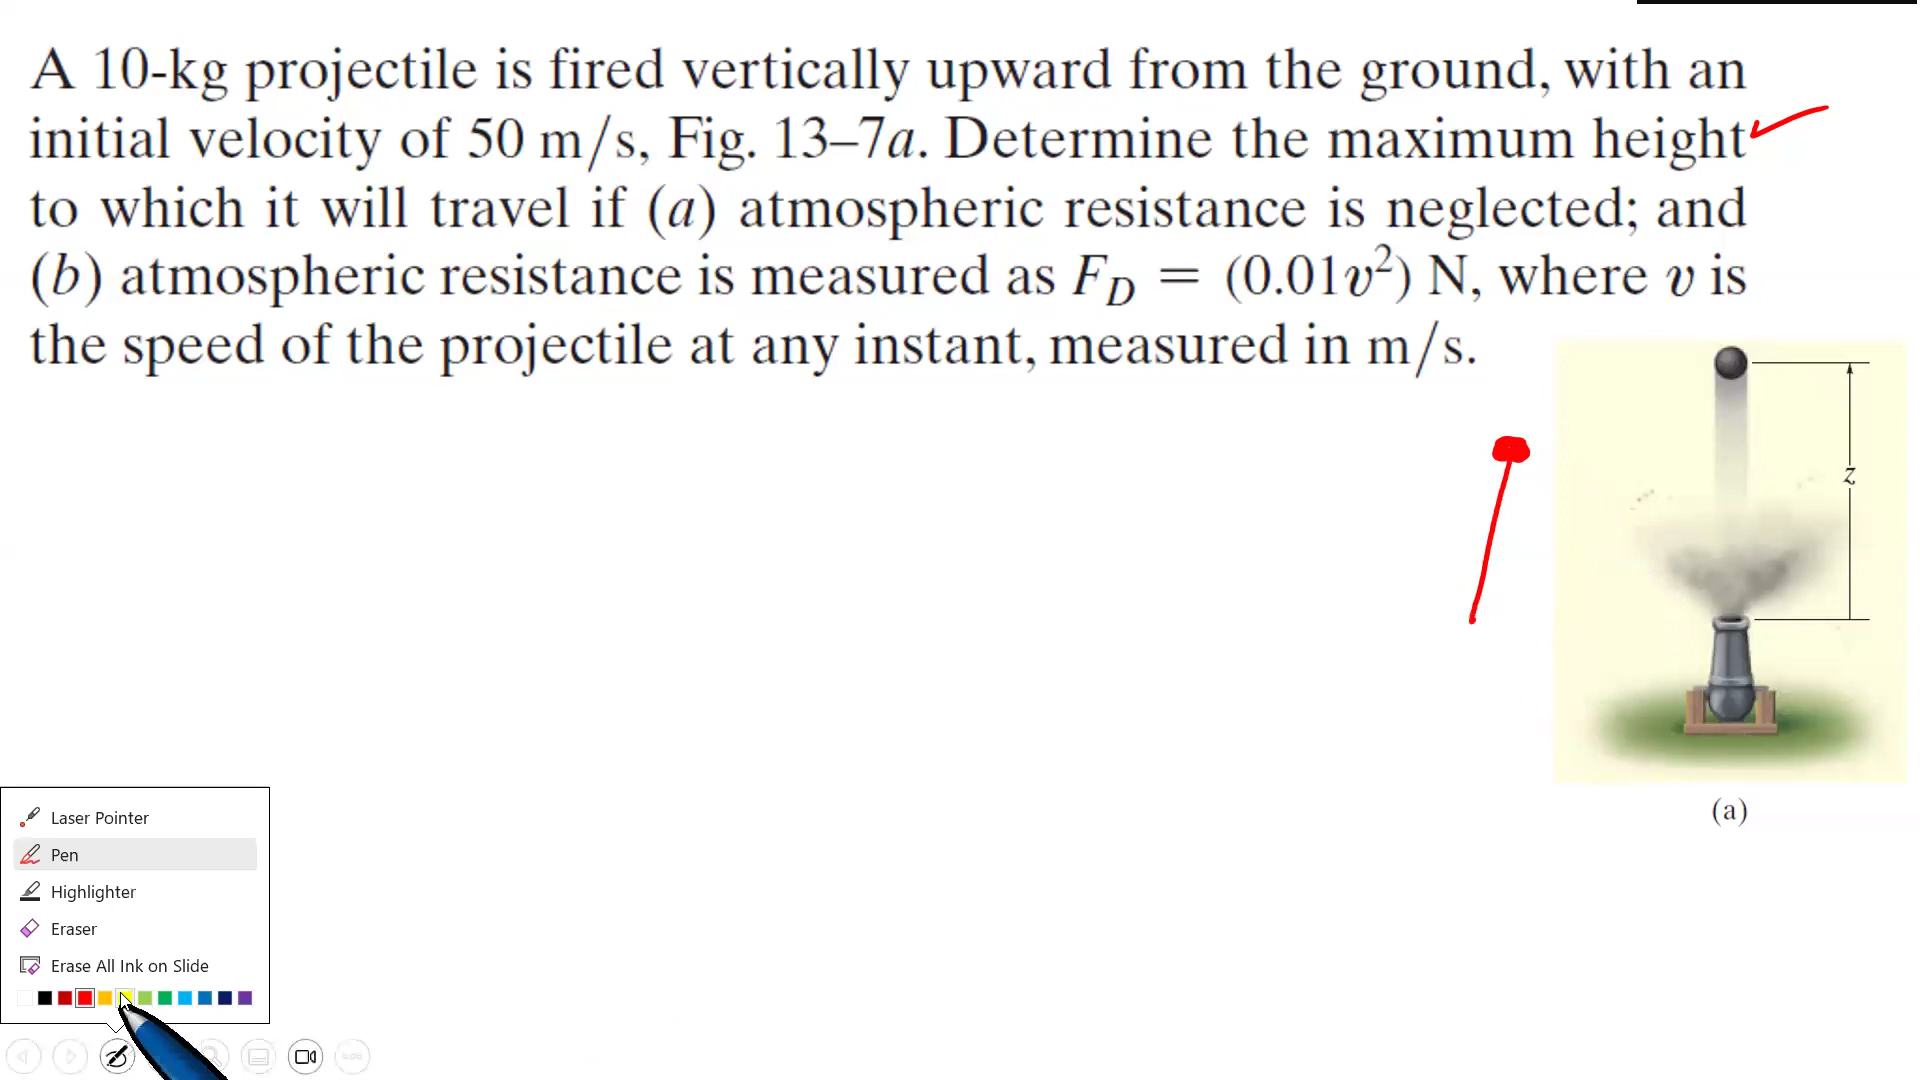 A 10-kg projectile is fired vertically upward from the ground, with an
initial velocity of 50 m/s, Fig. 13–7a. Determine the maximum height
to which it will travel if (a) atmospheric resistance is neglected; and
(b) atmospheric resistance is measured as F_D = (0.01v²) N, where v is
the speed of the projectile at any instant, measured in m/s.
z
(a)
Laser Pointer
Pen
Highlighter
Eraser
Erase All Ink on Slide